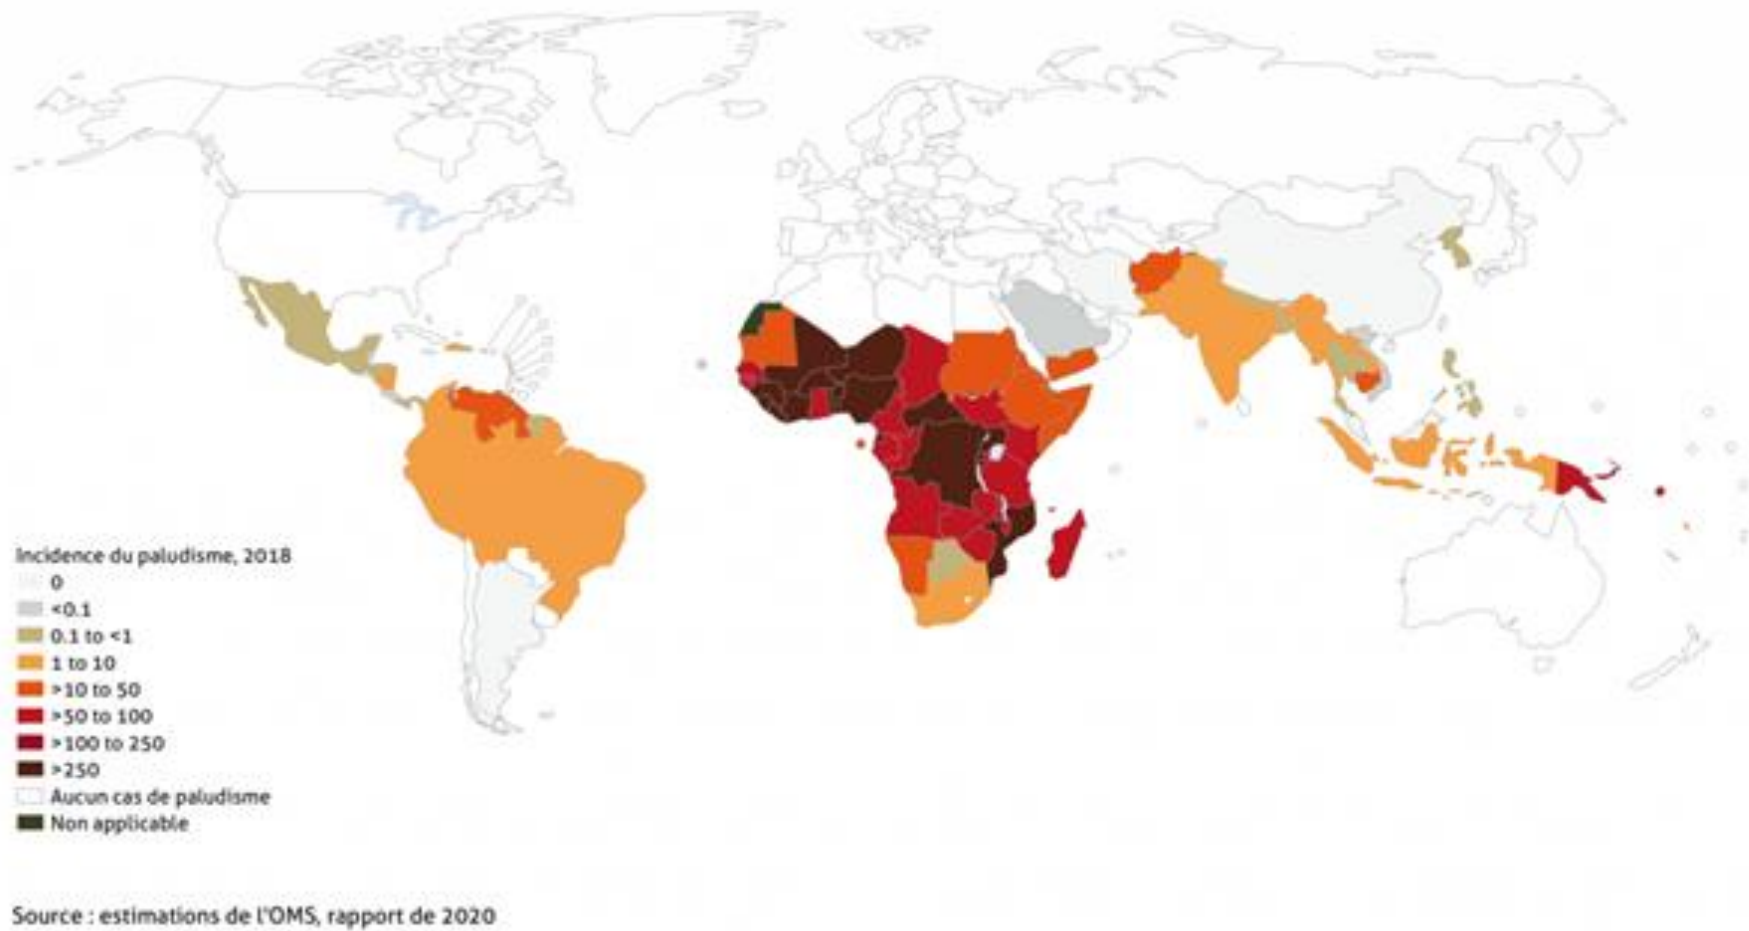 Incidence du paludisme, 2018
0
<0.1
0.1 to <1
1 to 10
>10 to 50
>50 to 100
>100 to 250
>250
Aucun cas de paludisme
Non applicable
Source : estimations de l'OMS, rapport de 2020